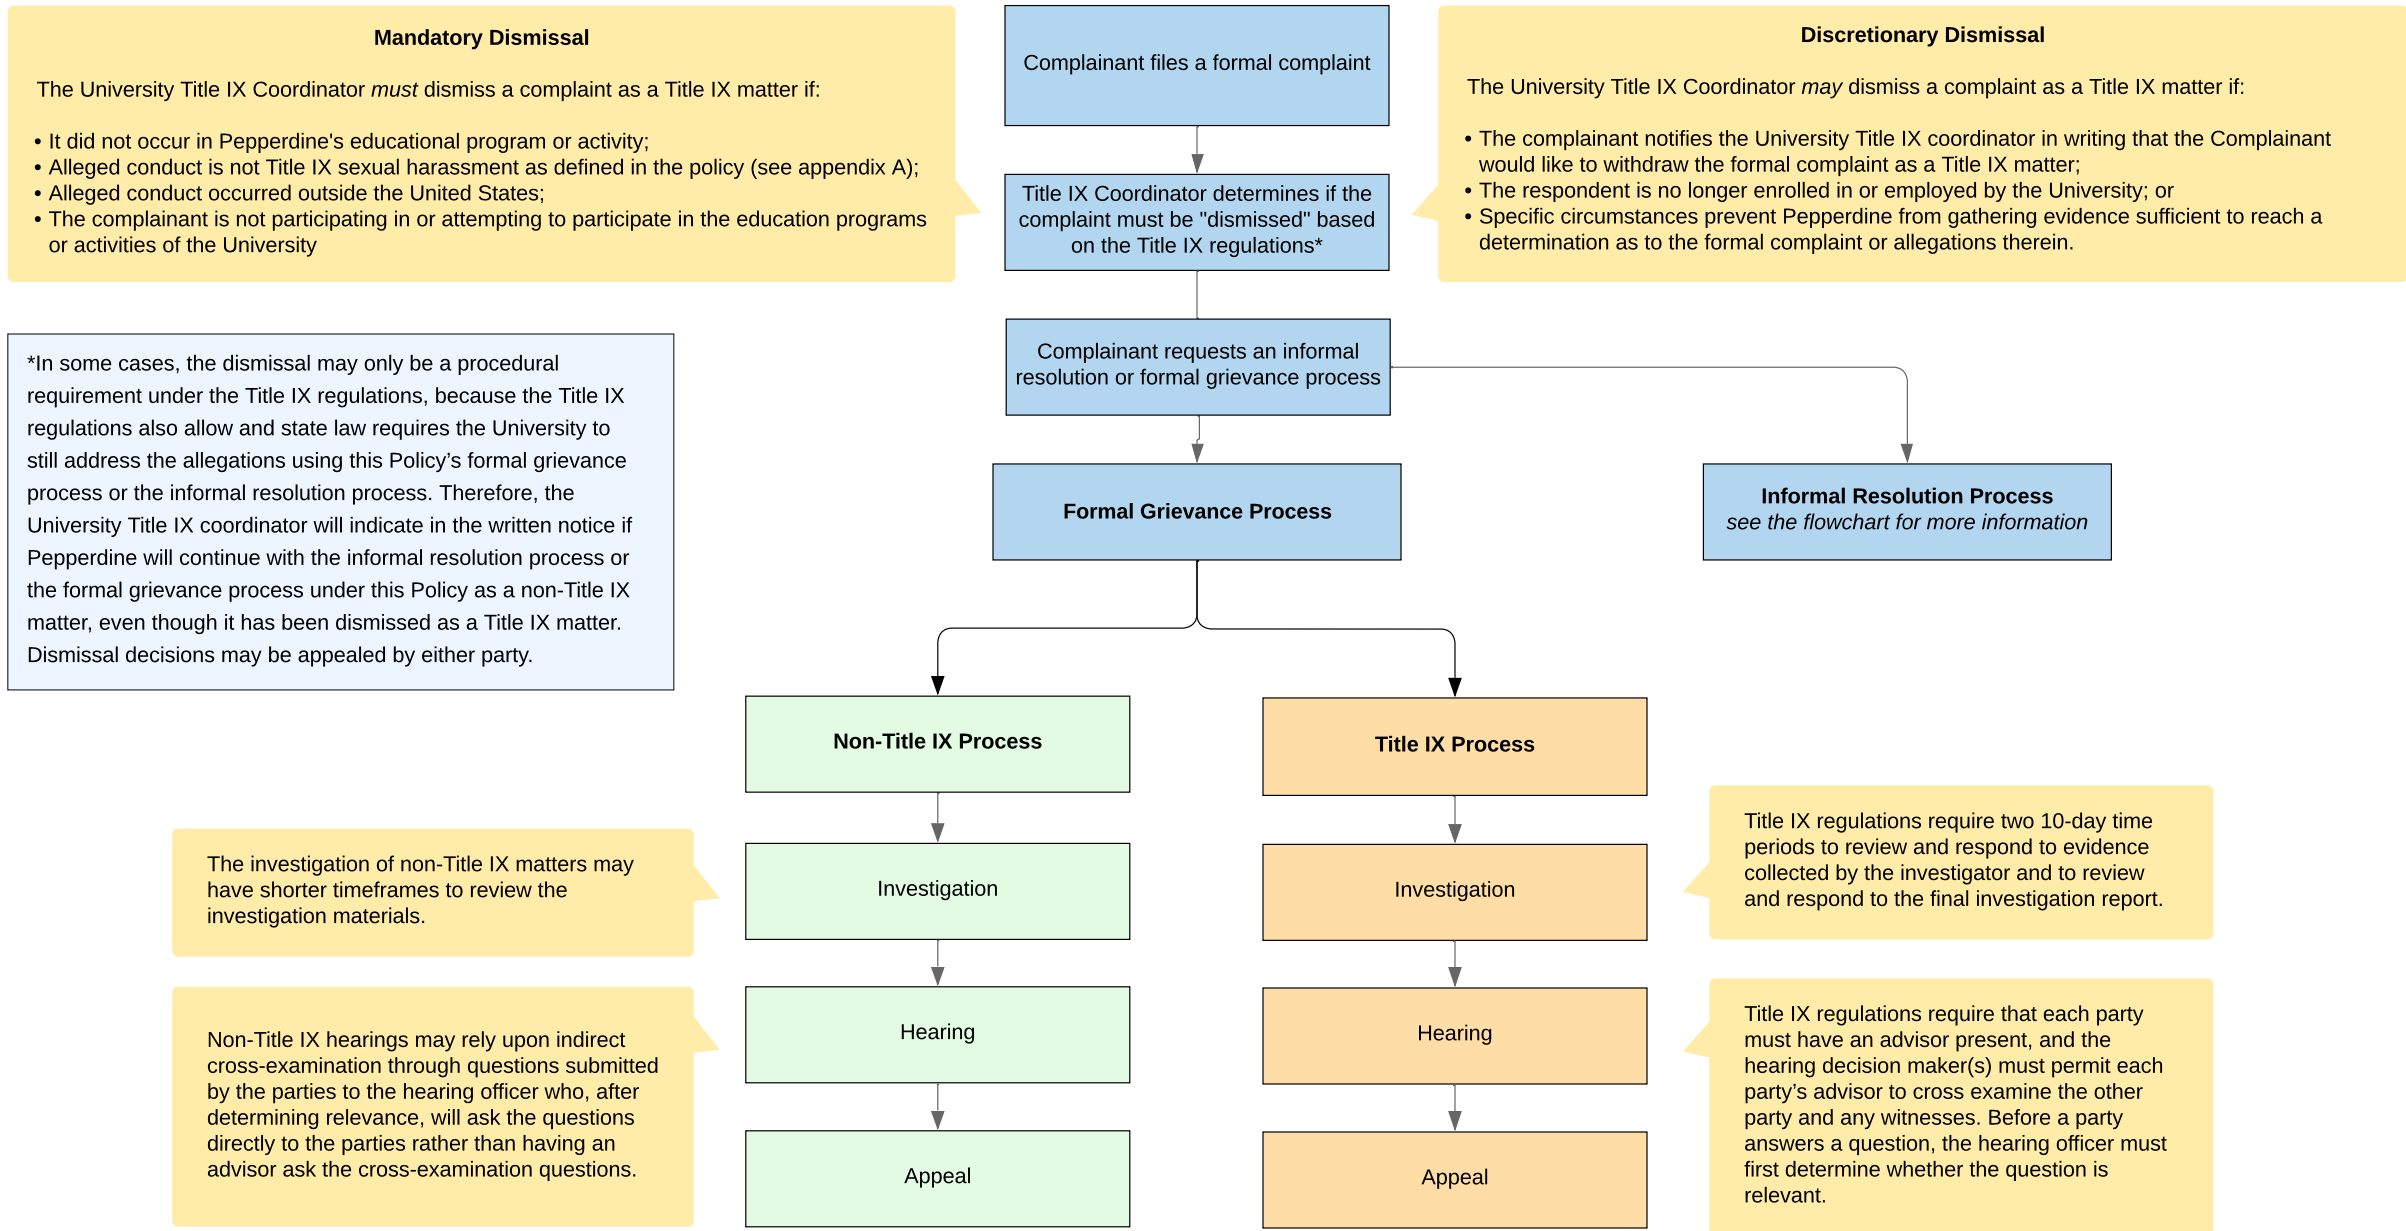 Mandatory Dismissal
The University Title IX Coordinator must dismiss a complaint as a Title IX matter if:
• It did not occur in Pepperdine's educational program or activity;
• Alleged conduct is not Title IX sexual harassment as defined in the policy (see appendix A);
• Alleged conduct occurred outside the United States;
• The complainant is not participating in or attempting to participate in the education programs
or activities of the University
Complainant files a formal complaint
Discretionary Dismissal
The University Title IX Coordinator may dismiss a complaint as a Title IX matter if:
• The complainant notifies the University Title IX coordinator in writing that the Complainant
would like to withdraw the formal complaint as a Title IX matter;
• The respondent is no longer enrolled in or employed by the University; or
• Specific circumstances prevent Pepperdine from gathering evidence sufficient to reach a
determination as to the formal complaint or allegations therein.
Title IX Coordinator determines if the
complaint must be "dismissed" based
on the Title IX regulations*
Complainant requests an informal
resolution or formal grievance process
*In some cases, the dismissal may only be a procedural
requirement under the Title IX regulations, because the Title IX
regulations also allow and state law requires the University to
still address the allegations using this Policy’s formal grievance
process or the informal resolution process. Therefore, the
University Title IX coordinator will indicate in the written notice if
Pepperdine will continue with the informal resolution process or
the formal grievance process under this Policy as a non-Title IX
matter, even though it has been dismissed as a Title IX matter.
Dismissal decisions may be appealed by either party.
Formal Grievance Process
Informal Resolution Process
see the flowchart for more information
Non-Title IX Process
Title IX Process
The investigation of non-Title IX matters may
have shorter timeframes to review the
investigation materials.
Investigation
Investigation
Title IX regulations require two 10-day time
periods to review and respond to evidence
collected by the investigator and to review
and respond to the final investigation report.
Non-Title IX hearings may rely upon indirect
cross-examination through questions submitted
by the parties to the hearing officer who, after
determining relevance, will ask the questions
directly to the parties rather than having an
advisor ask the cross-examination questions.
Hearing
Hearing
Title IX regulations require that each party
must have an advisor present, and the
hearing decision maker(s) must permit each
party’s advisor to cross examine the other
party and any witnesses. Before a party
answers a question, the hearing officer must
first determine whether the question is
relevant.
Appeal
Appeal